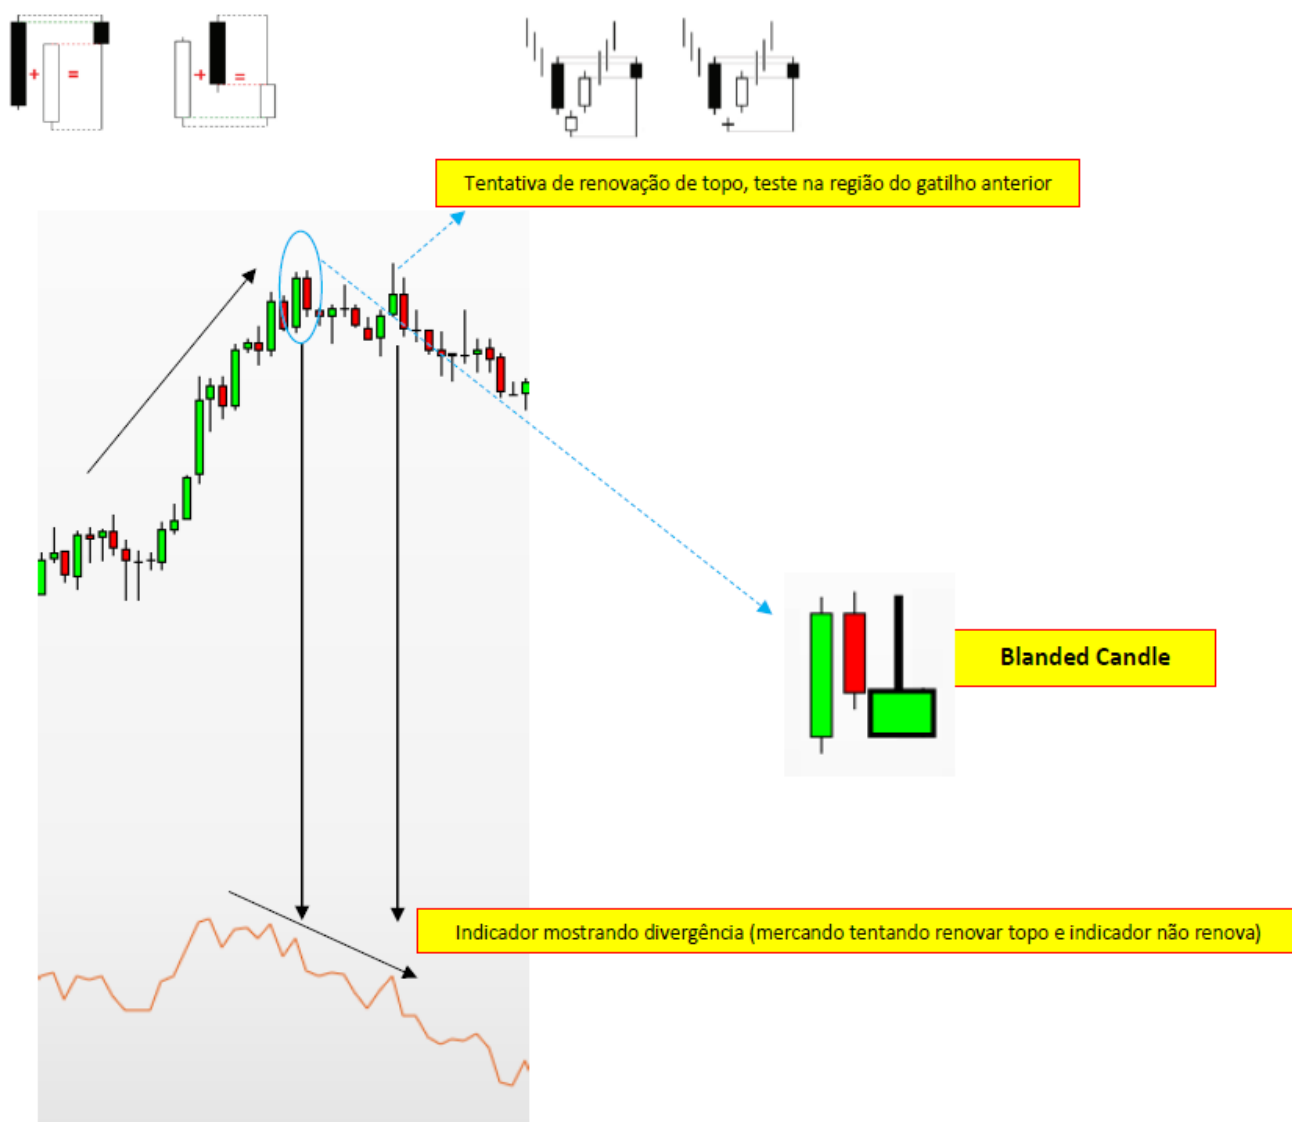 + =
+ =
Tentativa de renovação de topo, teste na região do gatilho anterior
Blanded Candle
Indicador mostrando divergência (mercando tentando renovar topo e indicador não renova)